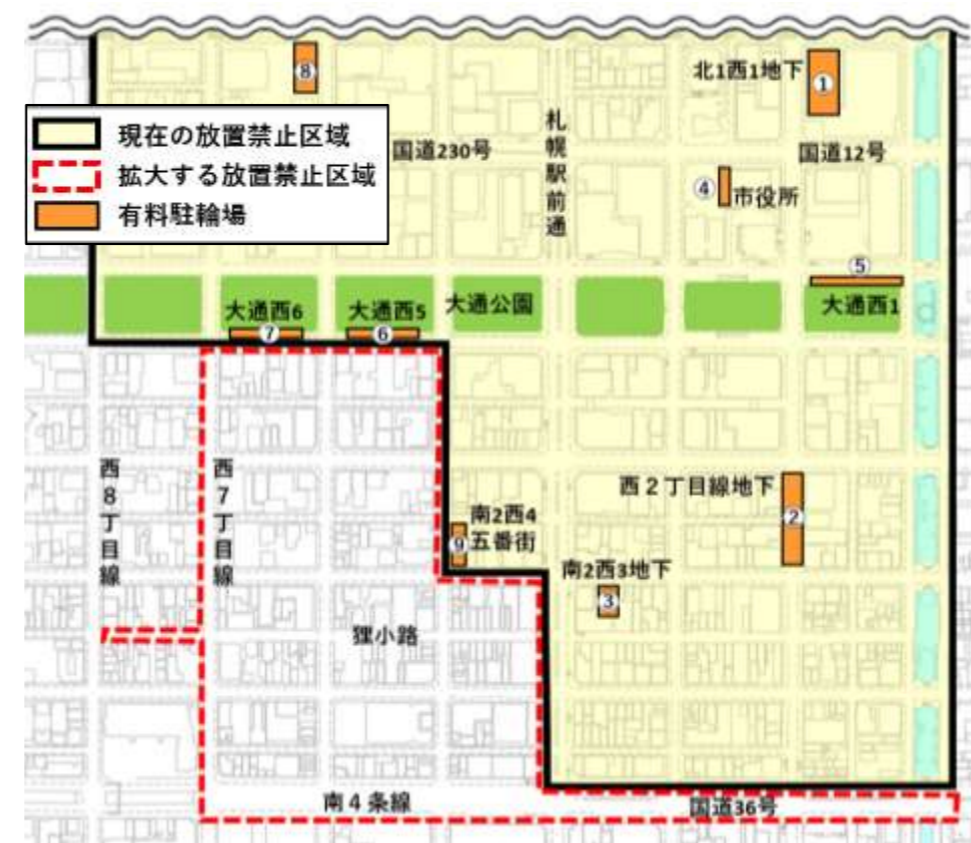 ⑧
北1西1地下
①
現在の放置禁止区域
拡大する放置禁止区域
有料駐輪場
国道230号
札幌駅前通
国道12号
④
市役所
⑤
大通西6
大通西5
大通公園
大通西1
⑦
⑥
西8丁目線
西7丁目線
西2丁目線地下
②
南2西4
五番街
⑨
南2西3地下
③
狸小路
南4条線
国道36号